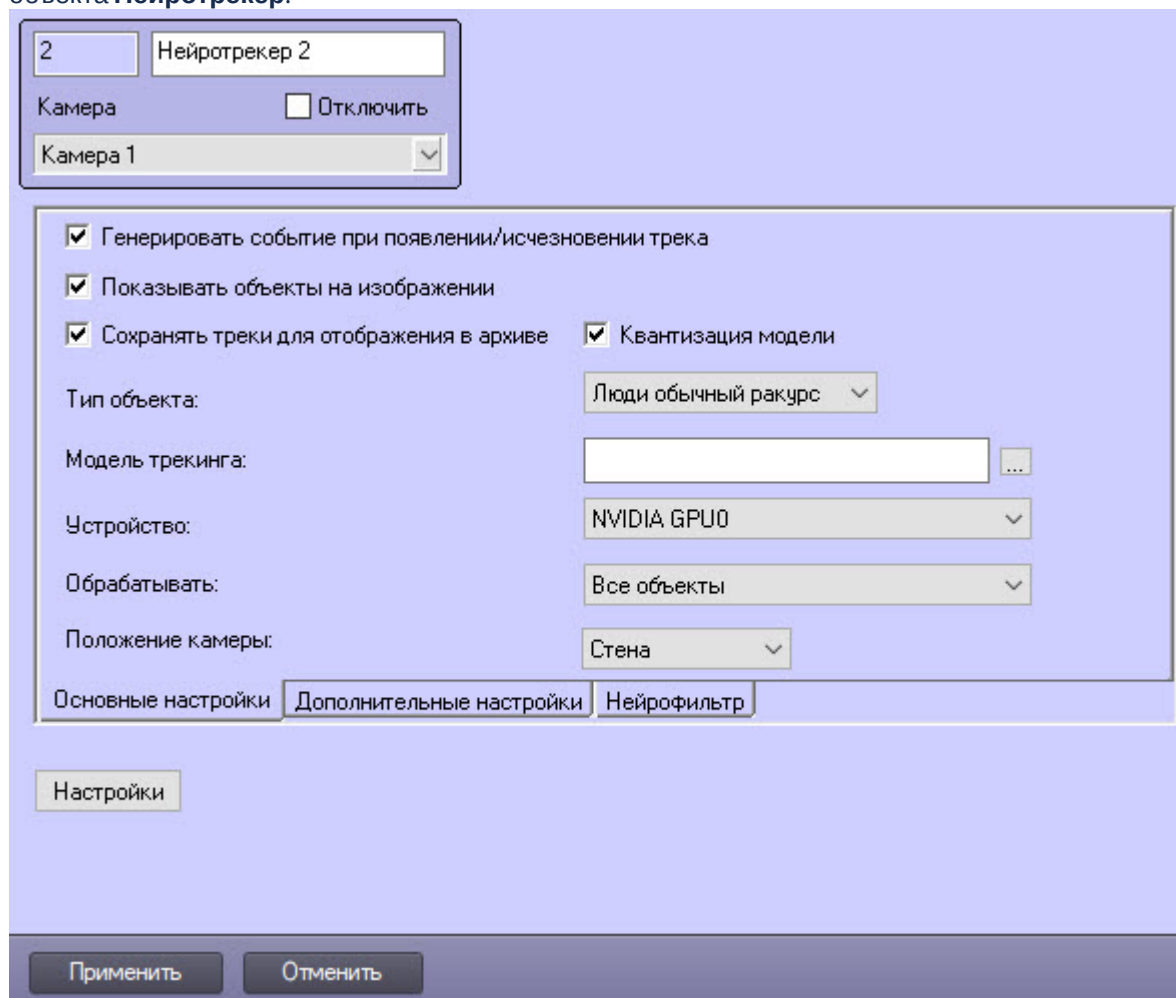 объекта Нейротрекер.
2 Нейротрекер 2
Камера Отключить
Камера 1
Генерировать событие при появлении/исчезновении трека
Показывать объекты на изображении
Сохранять треки для отображения в архиве Квантизация модели
Тип объекта: Люди обычный ракурс
Модель трекинга: ...
Устройство: NVIDIA GPU0
Обрабатывать: Все объекты
Положение камеры: Стена
Основные настройки Дополнительные настройки Нейрофильтр
Настройки
Применить Отменить